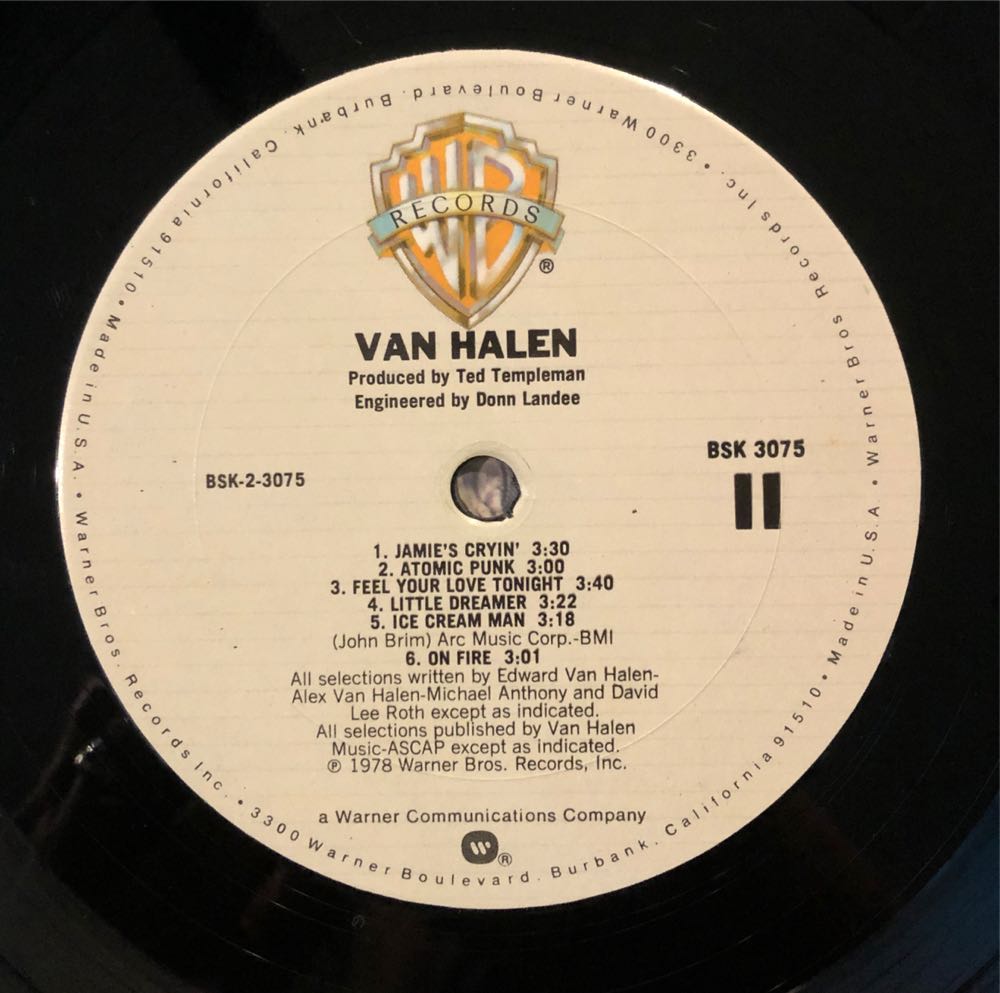 WB
RECORDS
®
VAN HALEN
Produced by Ted Templeman
Engineered by Donn Landee
BSK 3075
BSK-2-3075
II
1. JAMIE'S CRYIN' 3:30
2. ATOMIC PUNK 3:00
3. FEEL YOUR LOVE TONIGHT 3:40
4. LITTLE DREAMER 3:22
5. ICE CREAM MAN 3:18
(John Brim) Arc Music Corp.-BMI
6. ON FIRE 3:01
All selections written by Edward Van Halen-
Alex Van Halen-Michael Anthony and David
Lee Roth except as indicated.
All selections published by Van Halen
Music-ASCAP except as indicated.
℗ 1978 Warner Bros. Records, Inc.
a Warner Communications Company
W ®
Warner Bros. Records Inc. • 3300 Warner Boulevard. Burbank. California 91510 • Made in U.S.A. • Warner Bros Records Inc. • 3300 Warner Boulevard. Burbank. California 91510 • Made in U.S.A. •